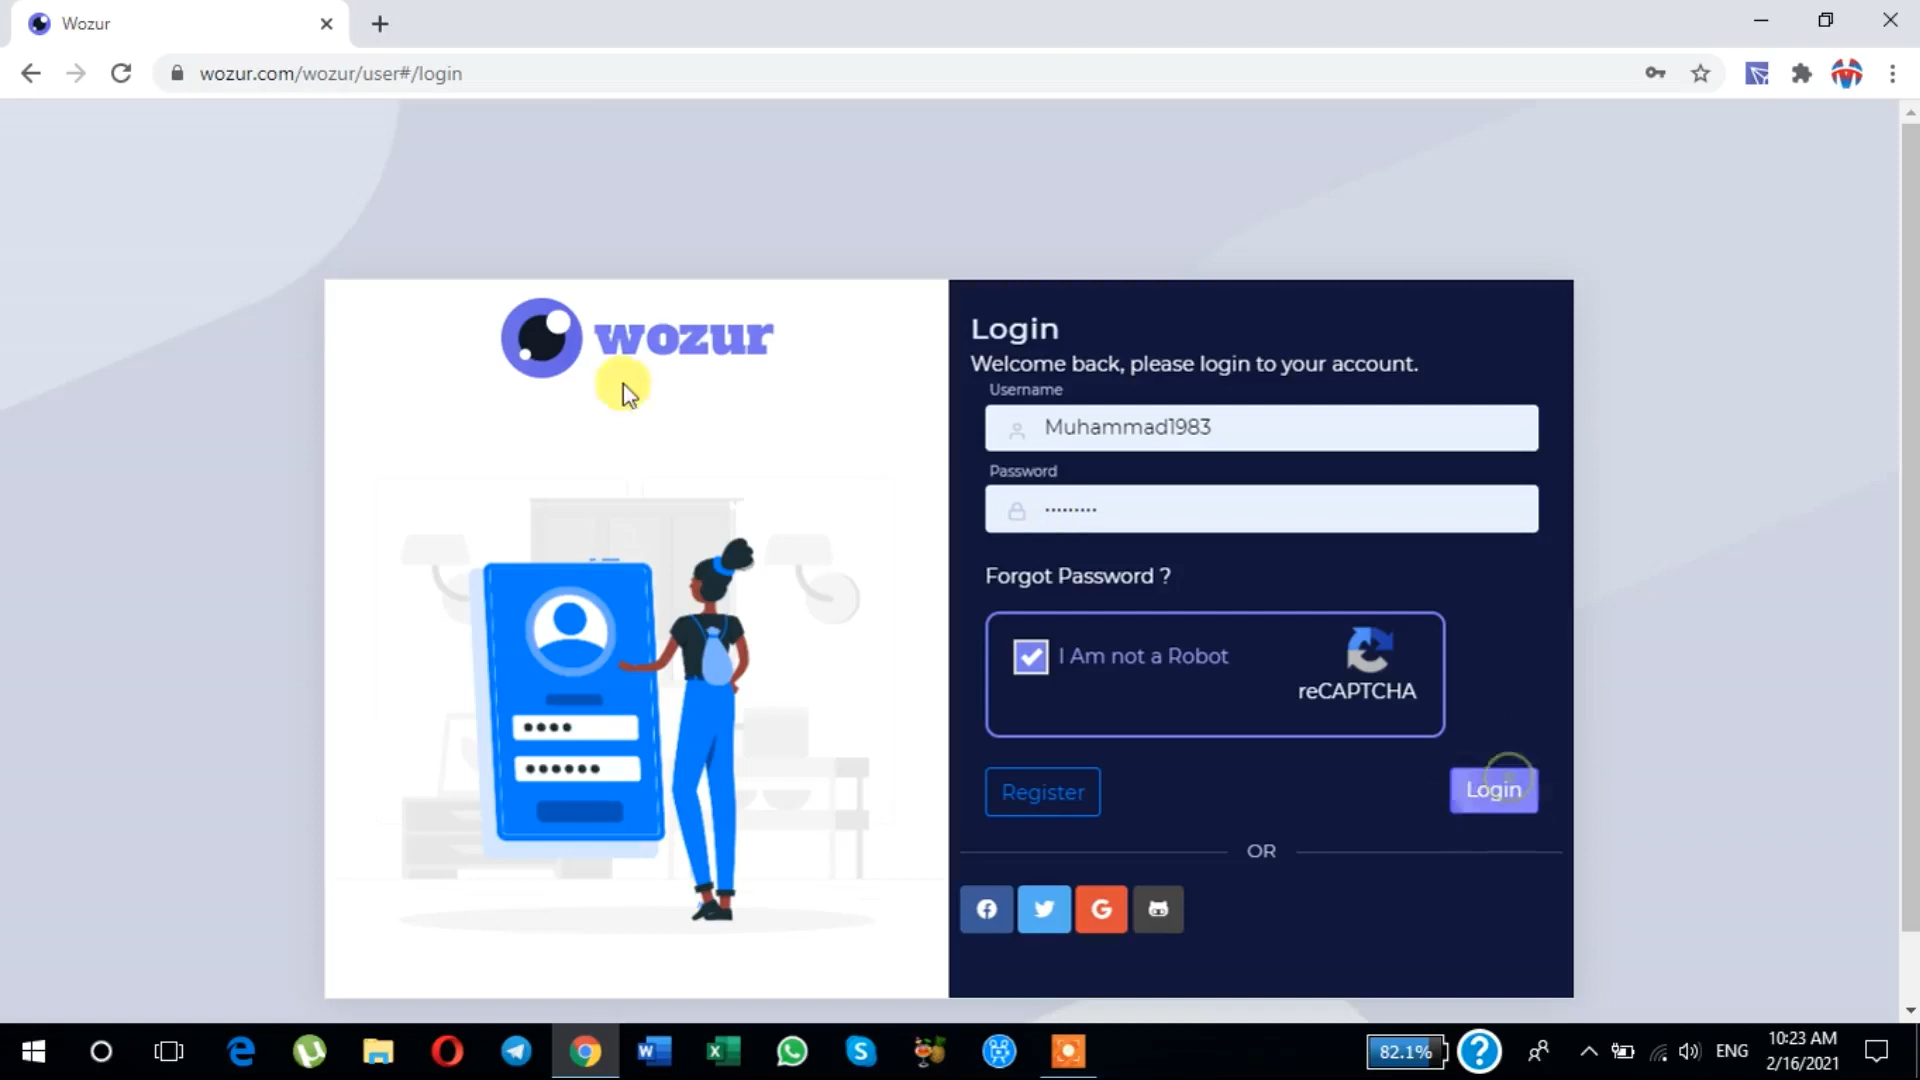 Wozur
wozur.com/wozur/user#/login
wozur
Login
Welcome back, please login to your account.
Username
Muhammad1983
Password
•••••••••
Forgot Password ?
I Am not a Robot
reCAPTCHA
Register
Login
OR
82.1%
ENG
10:23 AM
2/16/2021